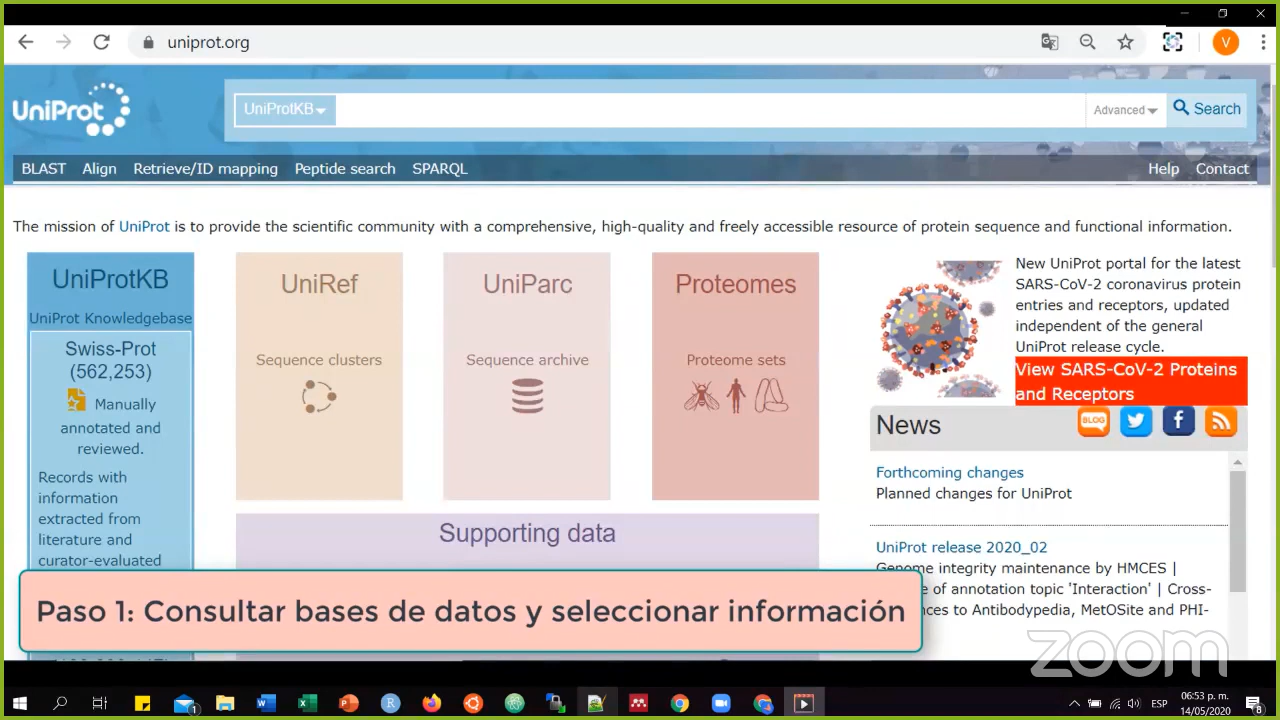 uniprot.org
V
UniProt
UniProtKB
Advanced
Search
BLAST Align Retrieve/ID mapping Peptide search SPARQL
Help Contact
The mission of UniProt is to provide the scientific community with a comprehensive, high-quality and freely accessible resource of protein sequence and functional information.
UniProtKB
UniProt Knowledgebase
Swiss-Prot
(562,253)
Manually
annotated and
reviewed.
Records with
information
extracted from
literature and
curator-evaluated
UniRef
Sequence clusters
UniParc
Sequence archive
Proteomes
Proteome sets
Supporting data
New UniProt portal for the latest
SARS-CoV-2 coronavirus protein
entries and receptors, updated
independent of the general
UniProt release cycle.
View SARS-CoV-2 Proteins
and Receptors
News
BLOG
Forthcoming changes
Planned changes for UniProt
UniProt release 2020_02
Genome integrity maintenance by HMCES |
of annotation topic 'Interaction' | Cross-
to Antibodypedia, MetOSite and PHI-
Paso 1: Consultar bases de datos y seleccionar información
zoom
ESP
06:53 p. m.
14/05/2020
1
8